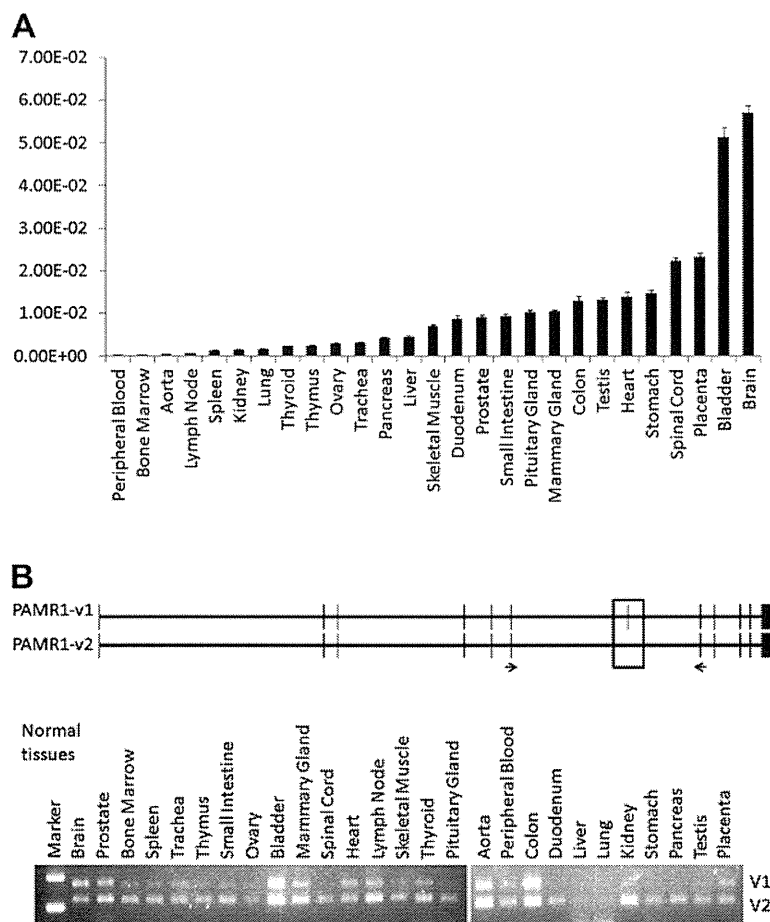 A
7.00E-02
6.00E-02
5.00E-02
4.00E-02
3.00E-02
2.00E-02
1.00E-02
0.00E+00
Peripheral Blood
Bone Marrow
Aorta
Lymph Node
Spleen
Kidney
Lung
Thyroid
Thymus
Ovary
Trachea
Pancreas
Liver
Skeletal Muscle
Duodenum
Prostate
Small Intestine
Pituitary Gland
Mammary Gland
Colon
Testis
Heart
Stomach
Spinal Cord
Placenta
Bladder
Brain
B
PAMR1-v1
PAMR1-v2
Normal
tissues
Marker
Brain
Prostate
Bone Marrow
Spleen
Trachea
Thymus
Small Intestine
Ovary
Bladder
Mammary Gland
Spinal Cord
Heart
Lymph Node
Skeletal Muscle
Thyroid
Pituitary Gland
Aorta
Peripheral Blood
Colon
Duodenum
Liver
Lung
Kidney
Stomach
Pancreas
Testis
Placenta
V1
V2